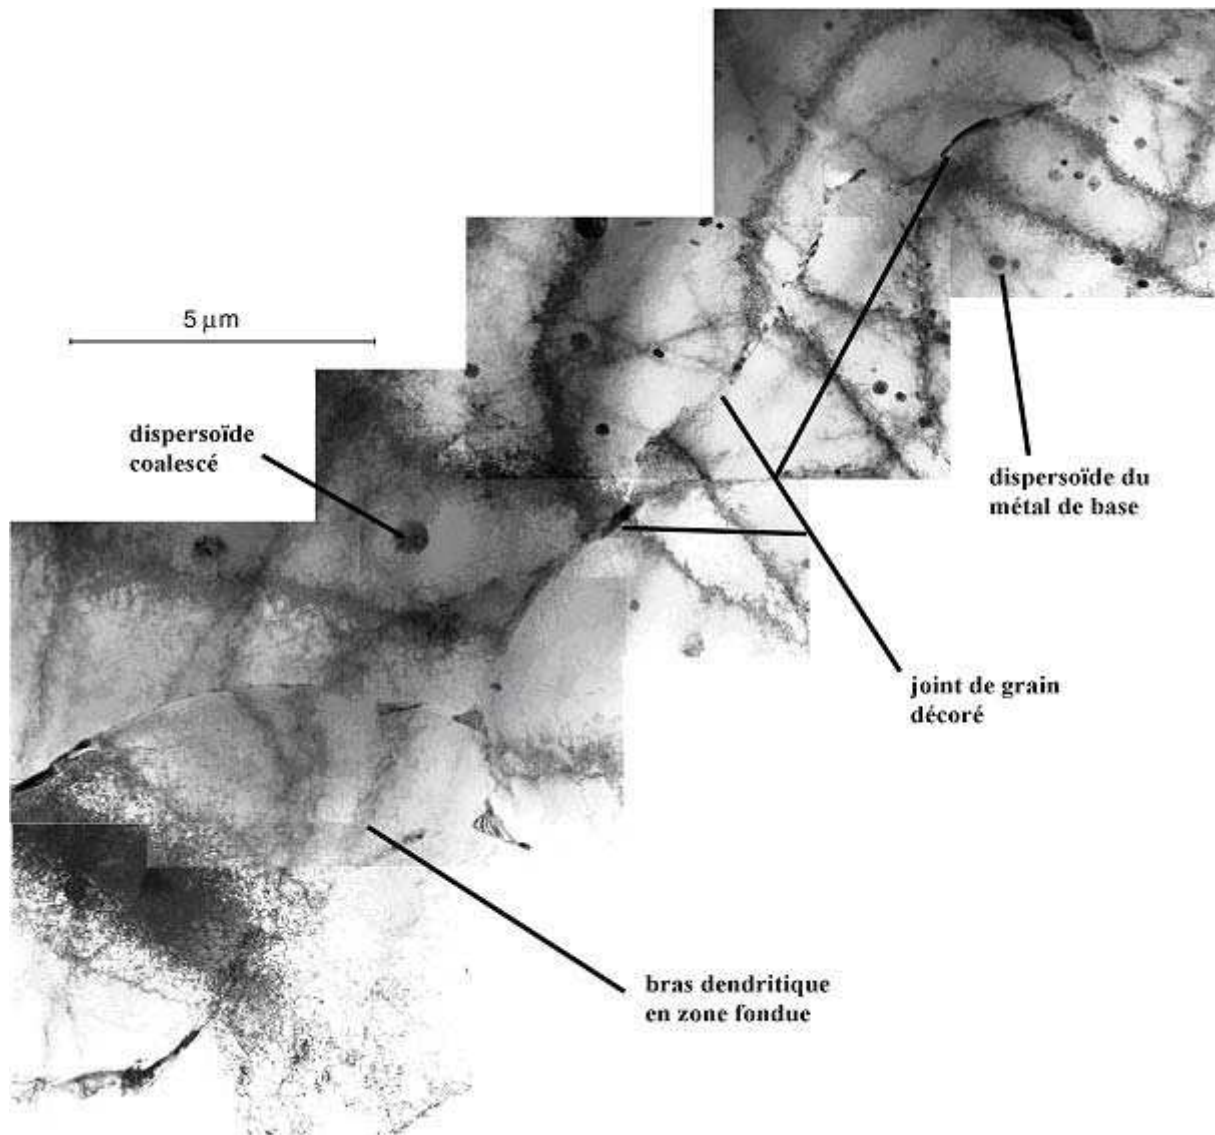 5 µm
dispersoïde
coalescé
dispersoïde du
métal de base
joint de grain
décoré
bras dendritique
en zone fondue